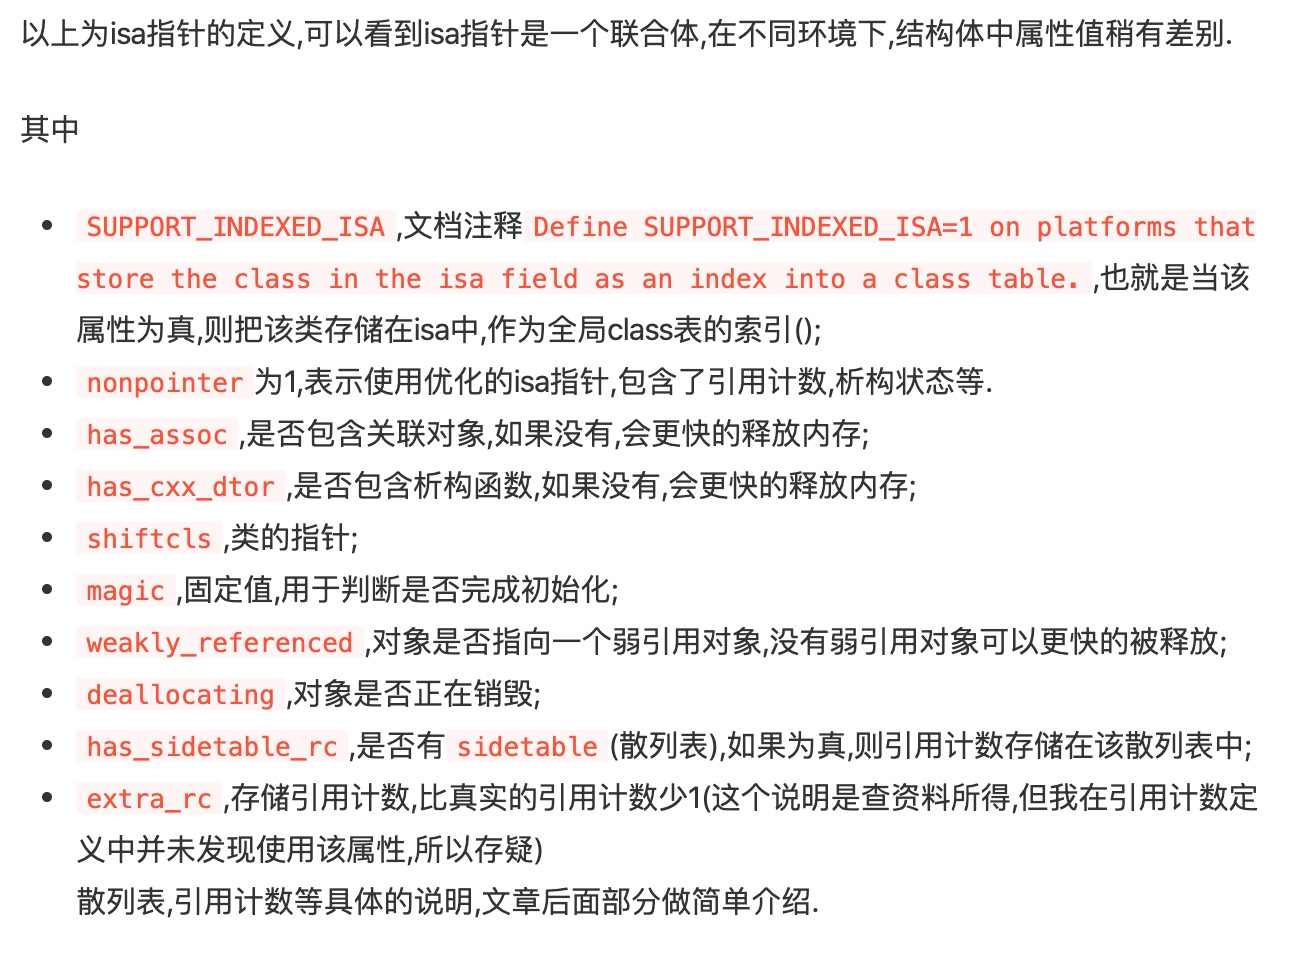 以上为isa指针的定义,可以看到isa指针是一个联合体,在不同环境下,结构体中属性值稍有差别.
其中
• SUPPORT_INDEXED_ISA ,文档注释 Define SUPPORT_INDEXED_ISA=1 on platforms that
store the class in the isa field as an index into a class table. ,也就是当该
属性为真,则把该类存储在isa中,作为全局class表的索引();
• nonpointer 为1,表示使用优化的isa指针,包含了引用计数,析构状态等.
• has_assoc ,是否包含关联对象,如果没有,会更快的释放内存;
• has_cxx_dtor ,是否包含析构函数,如果没有,会更快的释放内存;
• shiftcls ,类的指针;
• magic ,固定值,用于判断是否完成初始化;
• weakly_referenced ,对象是否指向一个弱引用对象,没有弱引用对象可以更快的被释放;
• deallocating ,对象是否正在销毁;
• has_sidetable_rc ,是否有 sidetable (散列表),如果为真,则引用计数存储在该散列表中;
• extra_rc ,存储引用计数,比真实的引用计数少1(这个说明是查资料所得,但我在引用计数定
义中并未发现使用该属性,所以存疑)
散列表,引用计数等具体的说明,文章后面部分做简单介绍.